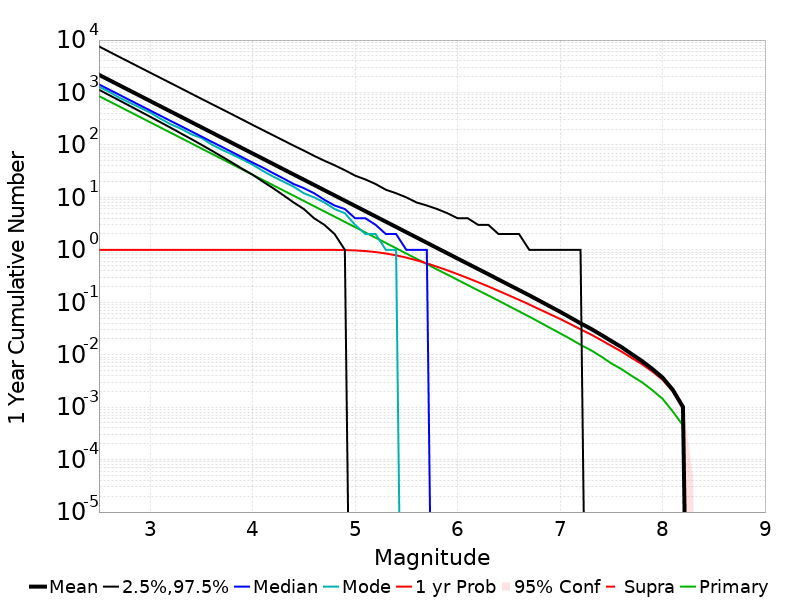 10^4
10^3
10^2
10^1
10^0
10^-1
10^-2
10^-3
10^-4
10^-5
1 Year Cumulative Number
3 4 5 6 7 8 9
Magnitude
Mean 2.5%,97.5% Median Mode 1 yr Prob 95% Conf Supra Primary